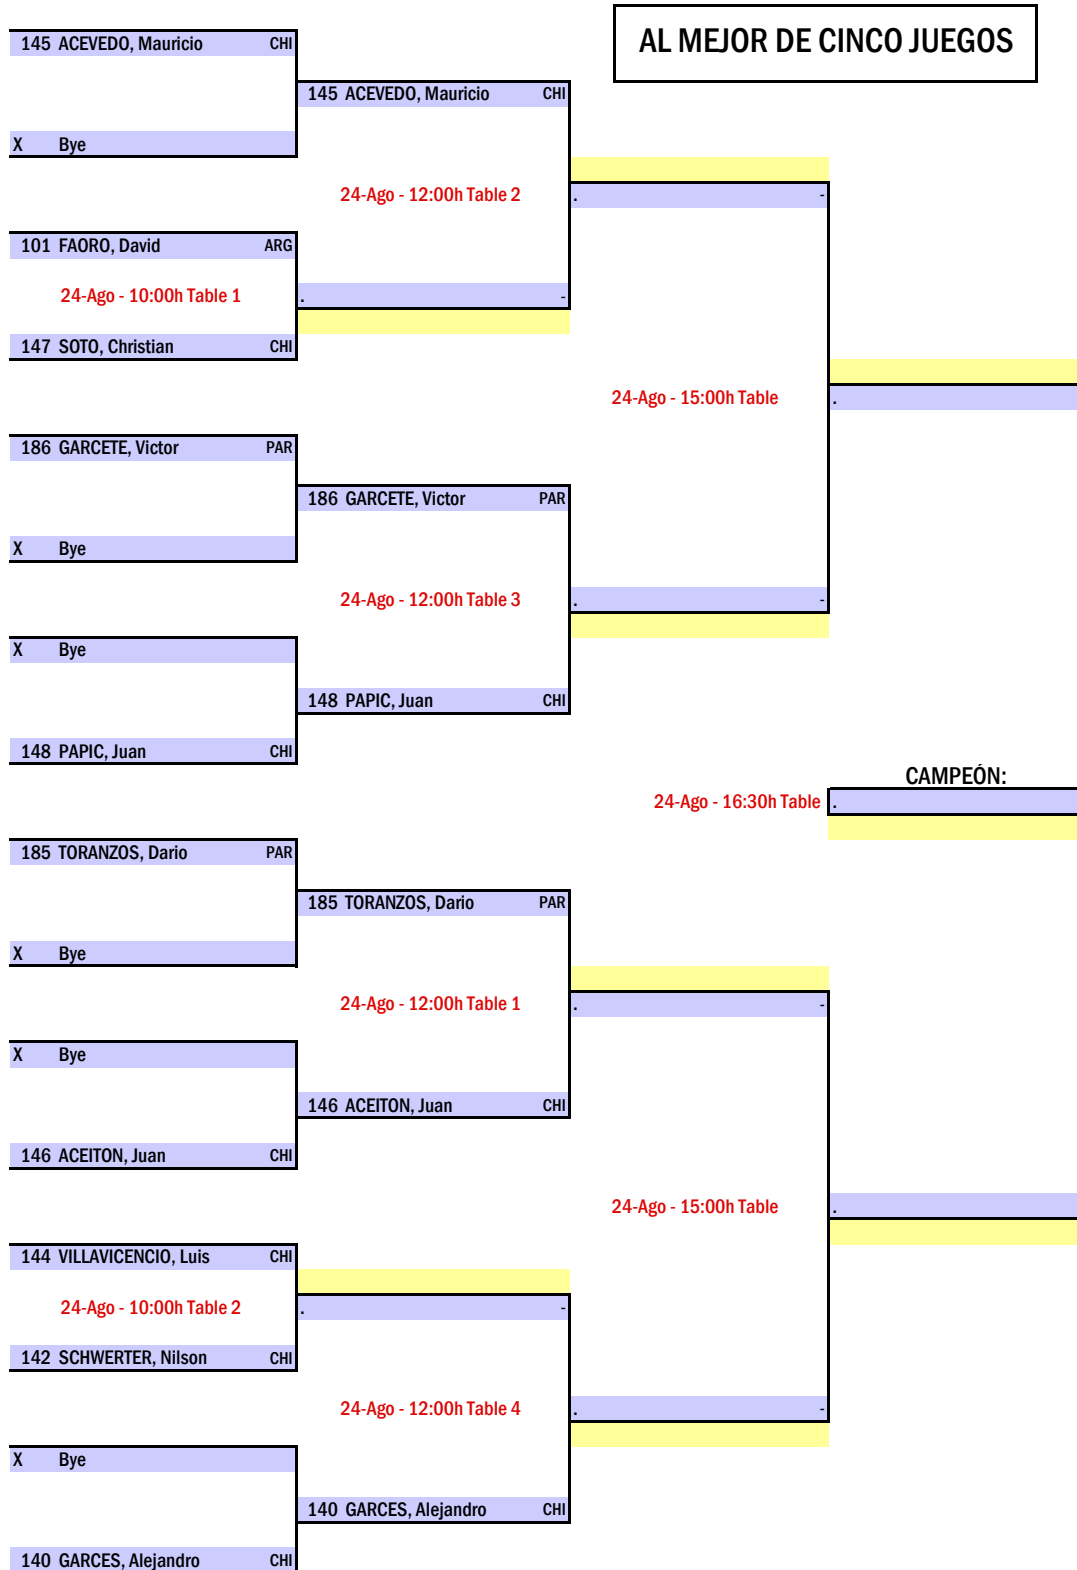 AL MEJOR DE CINCO JUEGOS
145 ACEVEDO, Mauricio CHI
145 ACEVEDO, Mauricio CHI
X Bye
24-Ago - 12:00h Table 2
. -
101 FAORO, David ARG
24-Ago - 10:00h Table 1
. -
147 SOTO, Christian CHI
24-Ago - 15:00h Table
.
186 GARCETE, Victor PAR
186 GARCETE, Victor PAR
X Bye
24-Ago - 12:00h Table 3
. -
X Bye
148 PAPIC, Juan CHI
148 PAPIC, Juan CHI
CAMPEÓN:
24-Ago - 16:30h Table
.
185 TORANZOS, Dario PAR
185 TORANZOS, Dario PAR
X Bye
24-Ago - 12:00h Table 1
. -
X Bye
146 ACEITON, Juan CHI
146 ACEITON, Juan CHI
24-Ago - 15:00h Table
.
144 VILLAVICENCIO, Luis CHI
24-Ago - 10:00h Table 2
. -
142 SCHWERTER, Nilson CHI
24-Ago - 12:00h Table 4
. -
X Bye
140 GARCES, Alejandro CHI
140 GARCES, Alejandro CHI